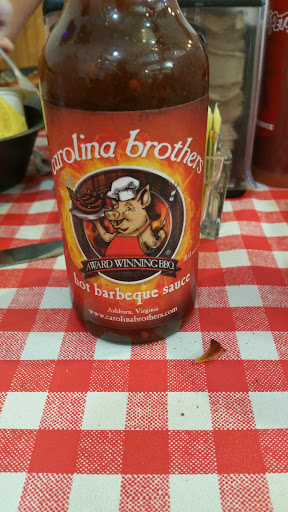 carolina brothers
AWARD WINNING BBQ
hot barbeque sauce
Ashburn, Virginia
www.carolinabrothers.com